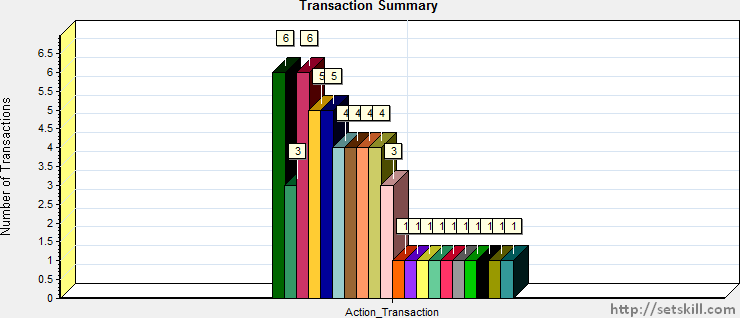 Transaction Summary
6 6
5 5
4 4 4 4
3 3
1 1 1 1 1 1 1 1 1 1
Number of Transactions
6.5
6
5.5
5
4.5
4
3.5
3
2.5
2
1.5
1
0.5
0
Action_Transaction
http://setskill.com